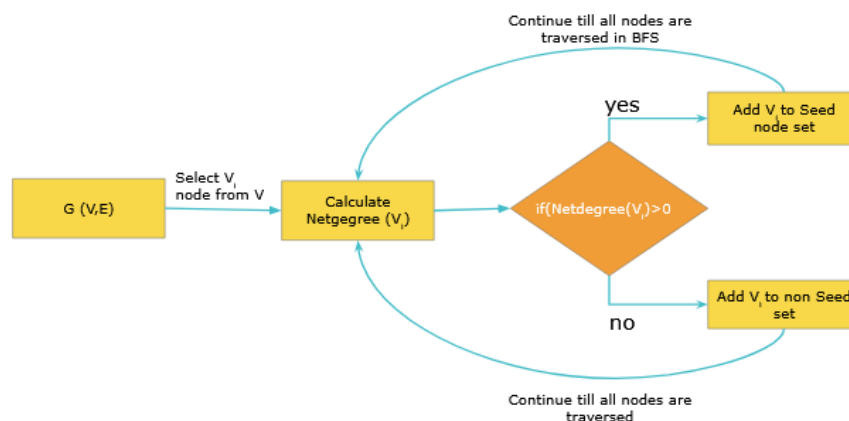 Continue till all nodes are
traversed in BFS
yes
Add Vi to Seed
node set
Select Vi
node from V
G (V,E)
Calculate
Netgegree (Vi)
if(Netdegree(Vi)>0
Add Vi to non Seed
set
no
Continue till all nodes are
traversed